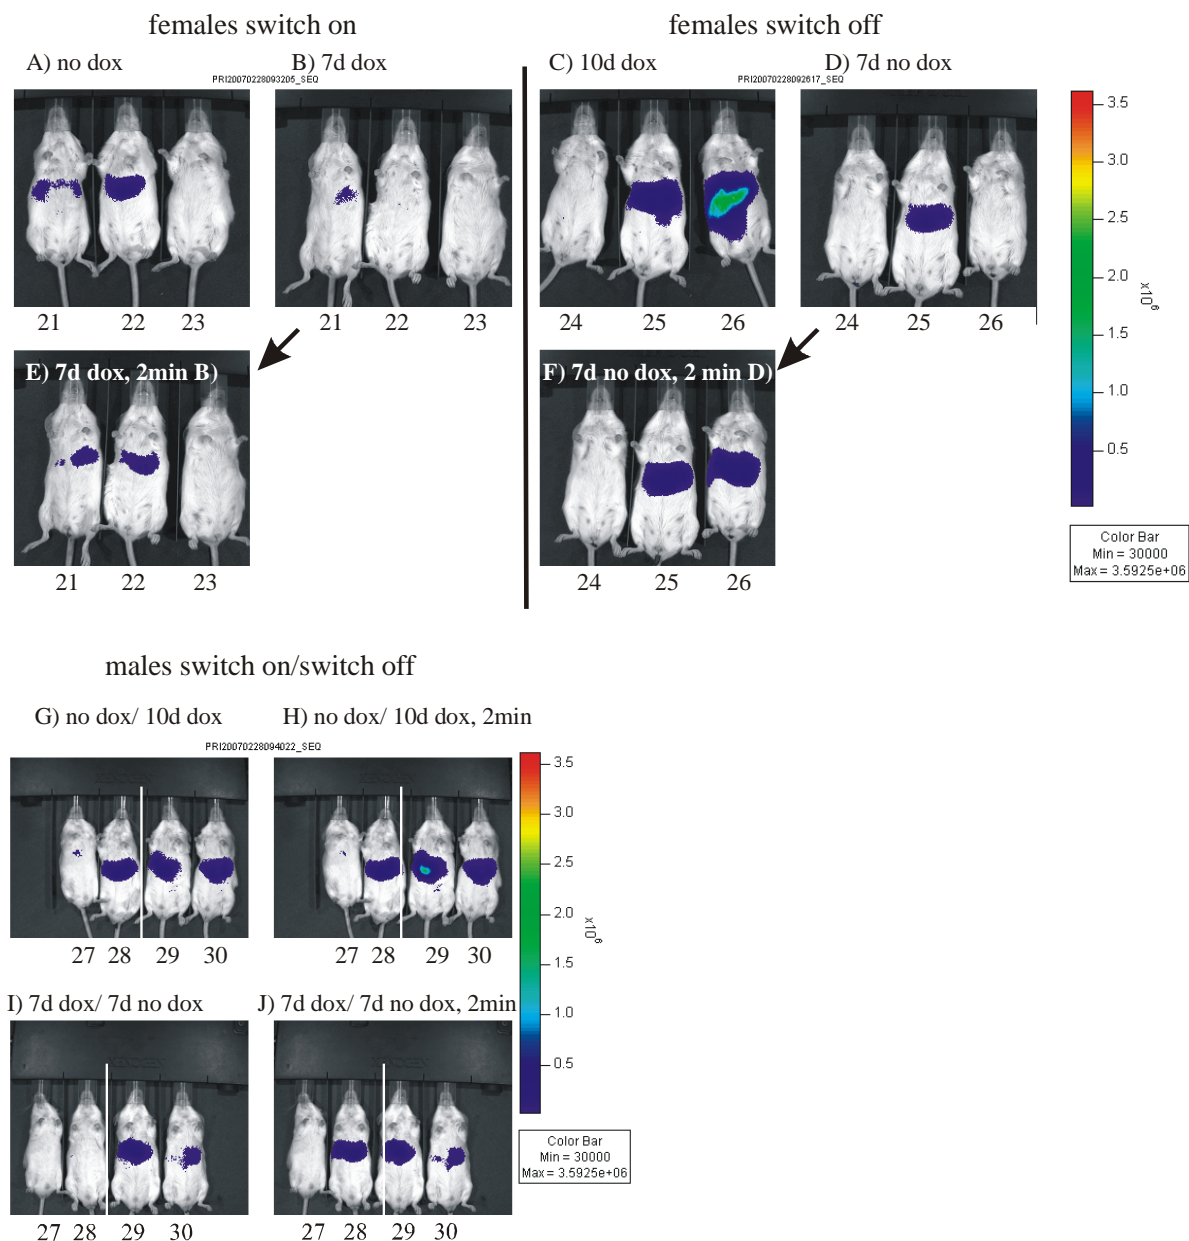 females switch on
females switch off
A) no dox
B) 7d dox
C) 10d dox
D) 7d no dox
PRI20070228093205_SEQ
PRI20070228092617_SEQ
3.5
3.0
2.5
2.0
1.5
1.0
0.5
x10^6
21 22 23
21 22 23
24 25 26
24 25 26
E) 7d dox, 2min B)
F) 7d no dox, 2 min D)
Color Bar
Min = 30000
Max = 3.5925e+06
21 22 23
24 25 26
males switch on/switch off
G) no dox/ 10d dox
H) no dox/ 10d dox, 2min
PRI20070228094022_SEQ
3.5
3.0
2.5
2.0
1.5
1.0
0.5
x10^6
27 28 29 30
27 28 29 30
I) 7d dox/ 7d no dox
J) 7d dox/ 7d no dox, 2min
Color Bar
Min = 30000
Max = 3.5925e+06
27 28 29 30
27 28 29 30